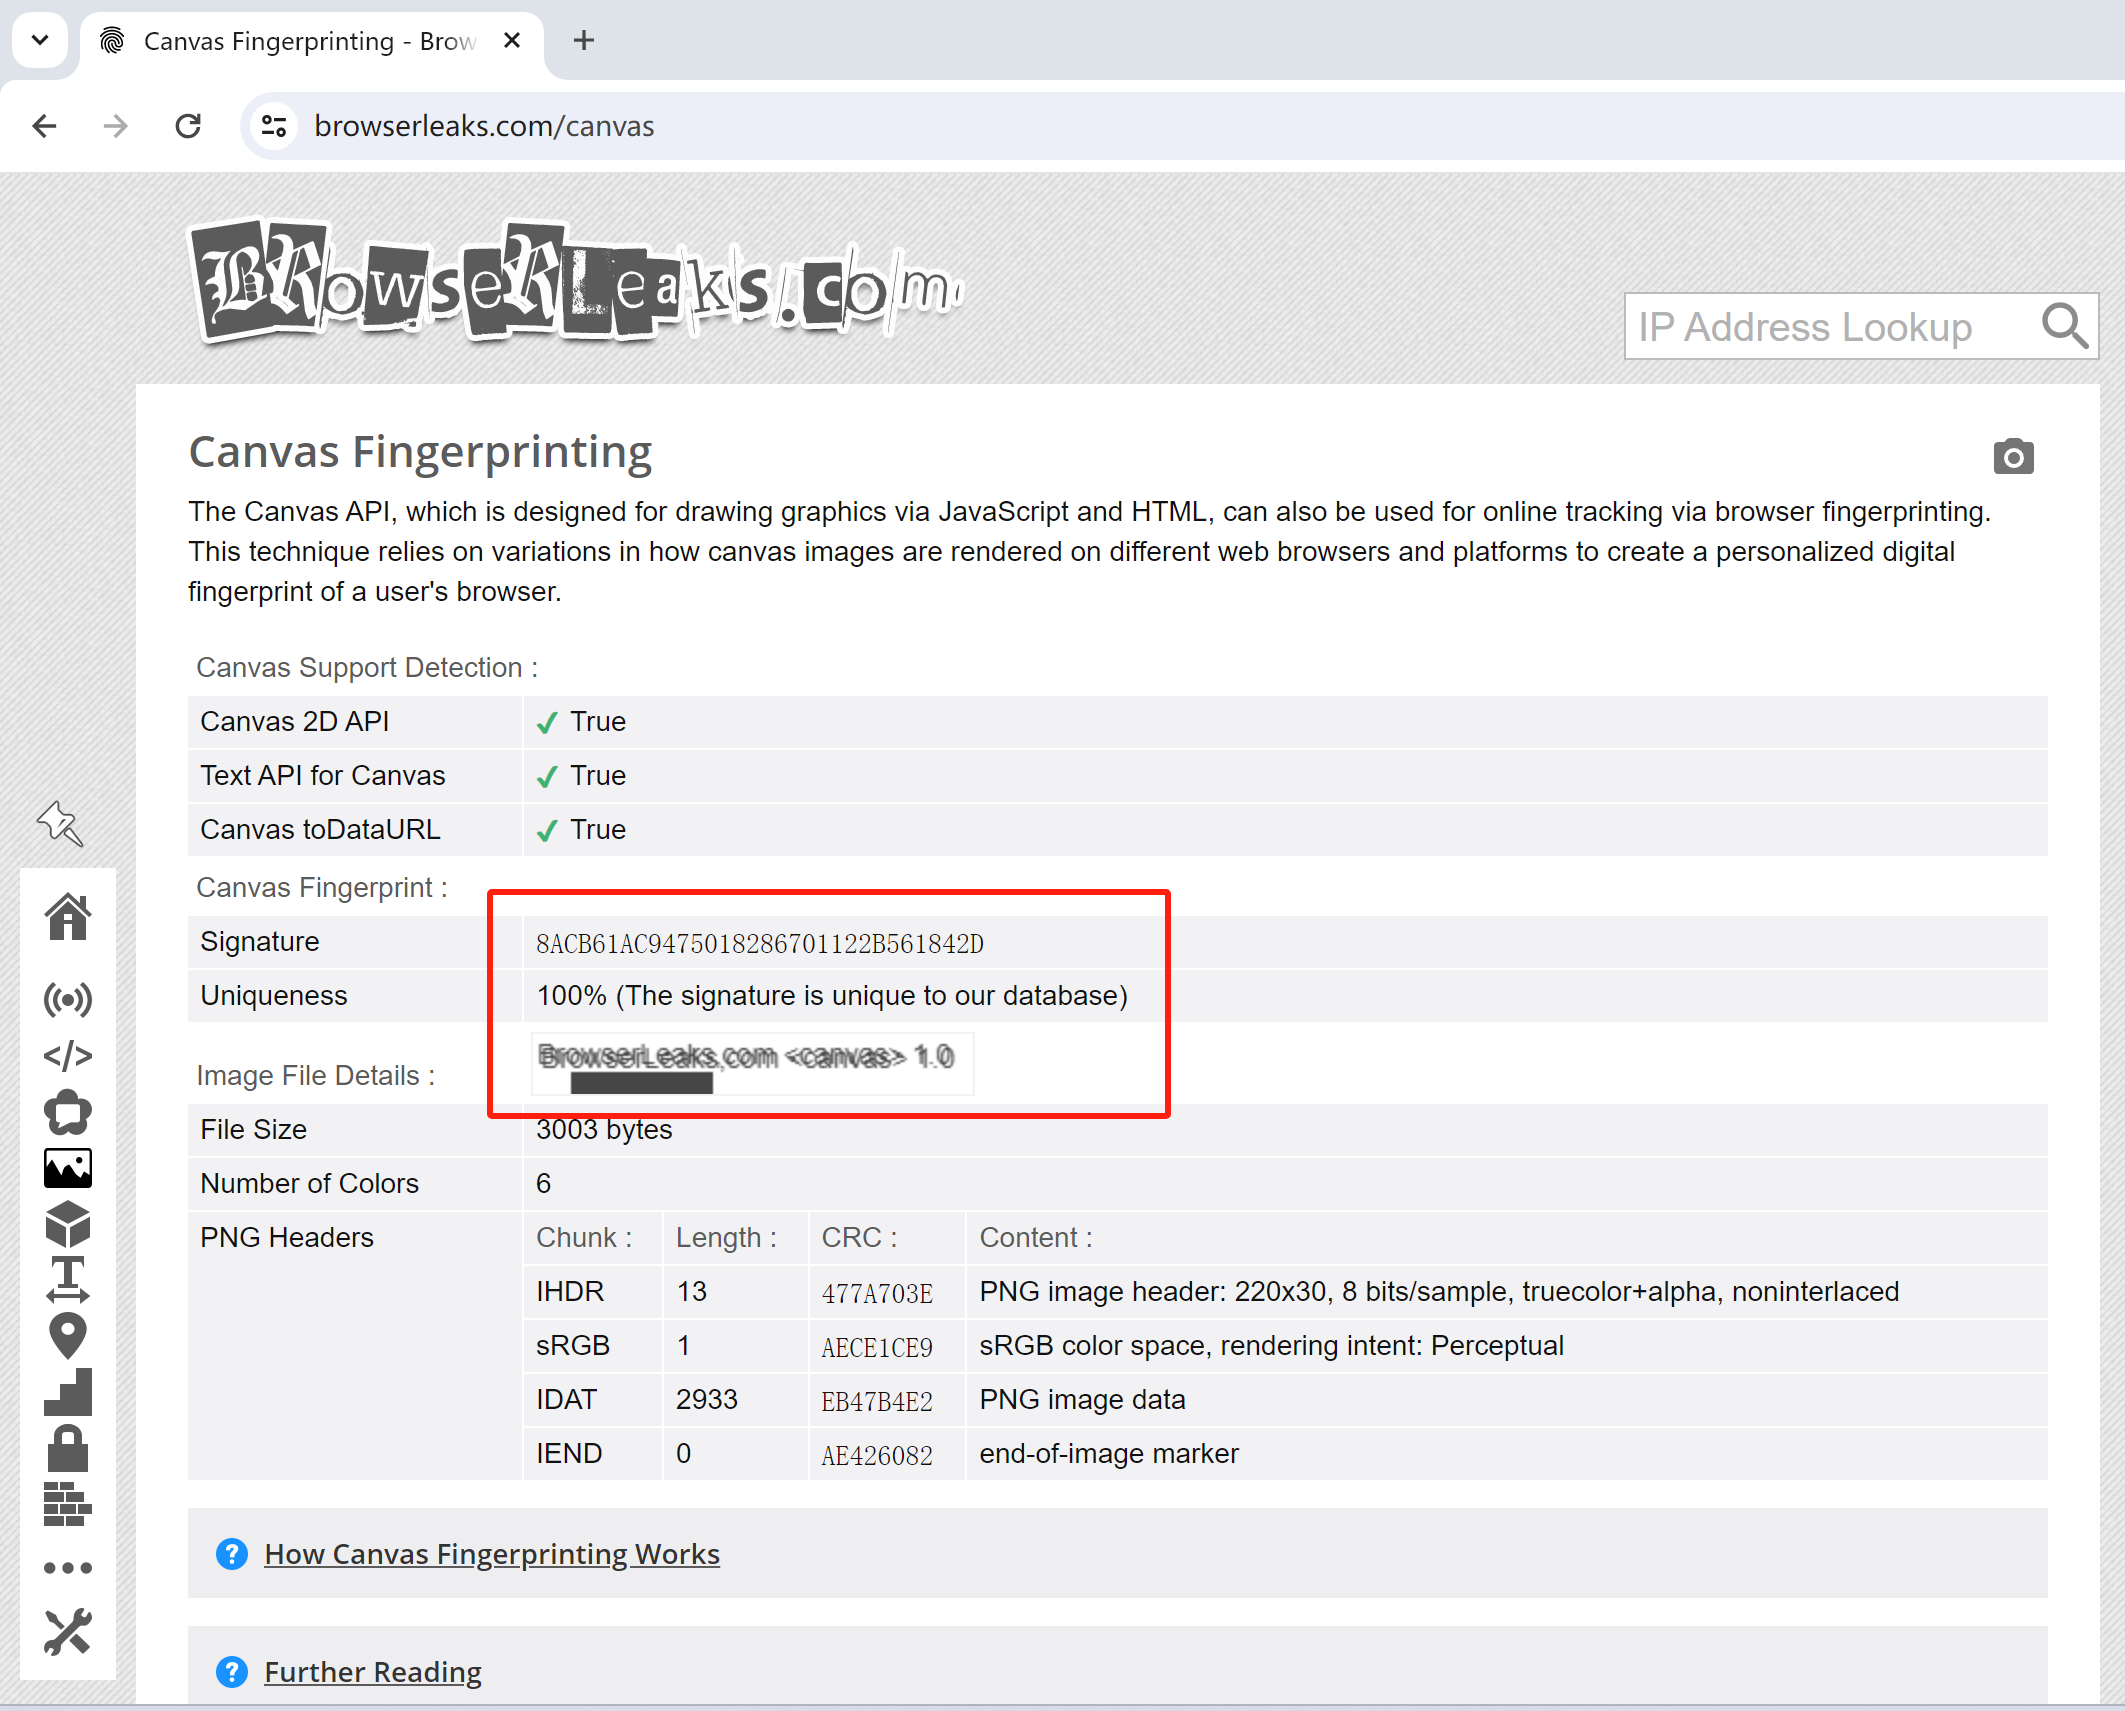 Canvas Fingerprinting - Brow
browserleaks.com/canvas
BRowseRLeaks.com
IP Address Lookup
Canvas Fingerprinting
The Canvas API, which is designed for drawing graphics via JavaScript and HTML, can also be used for online tracking via browser fingerprinting.
This technique relies on variations in how canvas images are rendered on different web browsers and platforms to create a personalized digital
fingerprint of a user's browser.
Canvas Support Detection :
Canvas 2D API ✔ True
Text API for Canvas ✔ True
Canvas toDataURL ✔ True
Canvas Fingerprint :
Signature 8ACB61AC9475018286701122B561842D
Uniqueness 100% (The signature is unique to our database)
BrowserLeaks,com <canvas> 1.0
Image File Details :
File Size 3003 bytes
Number of Colors 6
PNG Headers Chunk : Length : CRC : Content :
IHDR 13 477A703E PNG image header: 220x30, 8 bits/sample, truecolor+alpha, noninterlaced
sRGB 1 AECE1CE9 sRGB color space, rendering intent: Perceptual
IDAT 2933 EB47B4E2 PNG image data
IEND 0 AE426082 end-of-image marker
How Canvas Fingerprinting Works
Further Reading